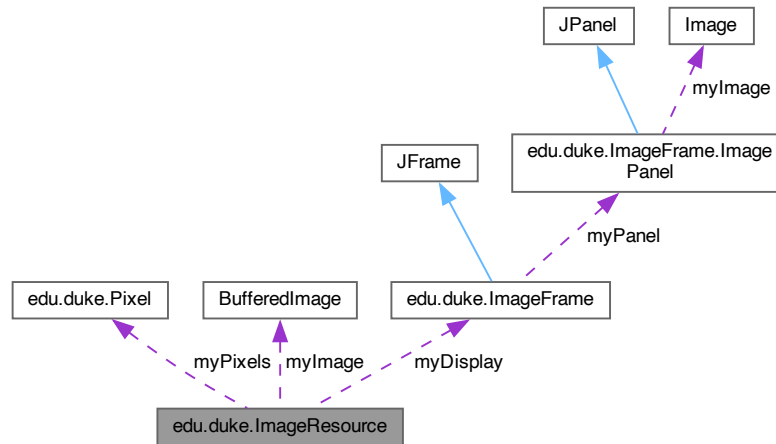 JPanel
Image
myImage
edu.duke.ImageFrame.Image
Panel
JFrame
myPanel
edu.duke.Pixel
BufferedImage
edu.duke.ImageFrame
myPixels
myImage
myDisplay
edu.duke.ImageResource